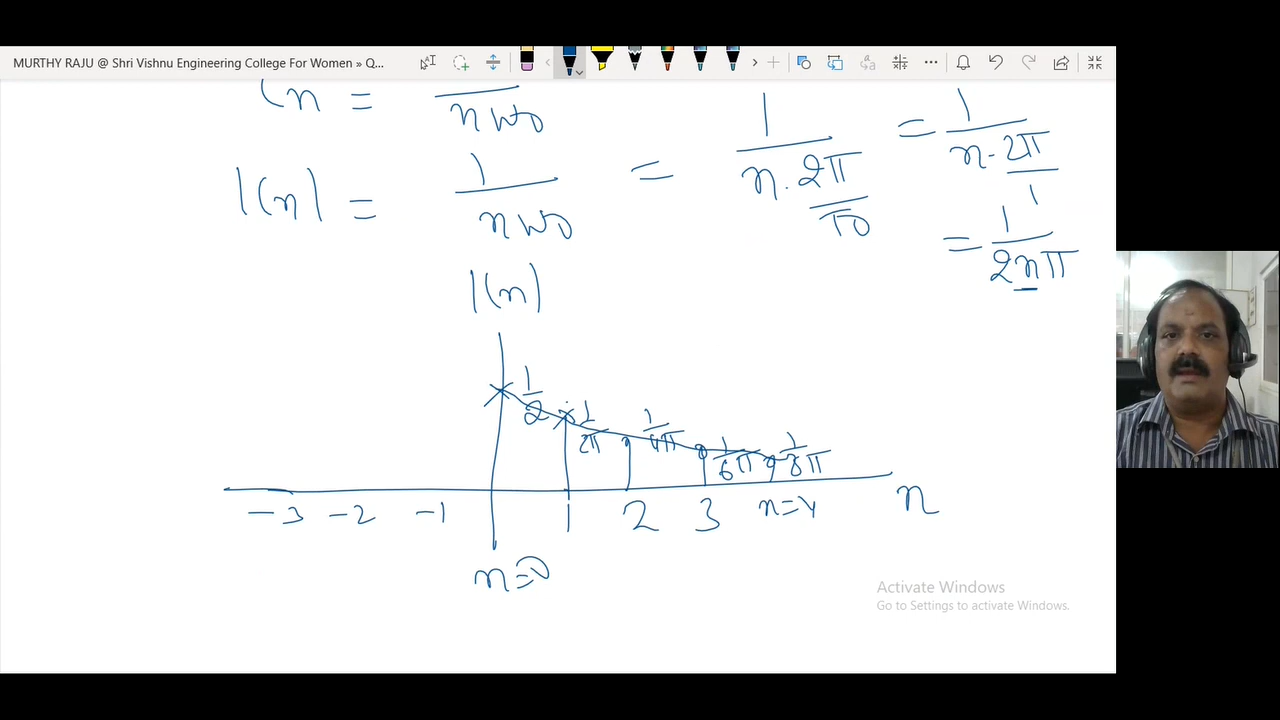 MURTHY RAJU @ Shri Vishnu Engineering College For Women » Q...
Cn = / nω0
|Cn| = 1 / nω0 = 1 / (n. 2π / T0) = 1 / (n. 2π / 1)
= 1 / 2nπ
|Cn|
1/2 1/2π 1/4π 1/6π 1/8π
-3 -2 -1 1 2 3 n=4 n
n=0
Activate Windows
Go to Settings to activate Windows.